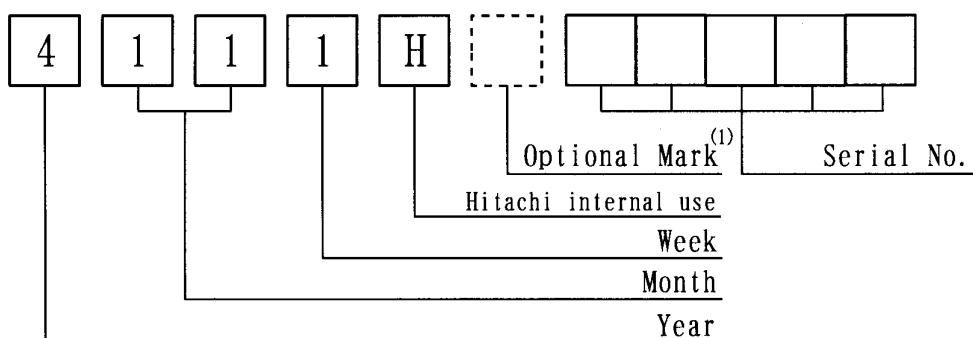 4 1 1 1 H
Optional Mark(1) Serial No.
Hitachi internal use
Week
Month
Year